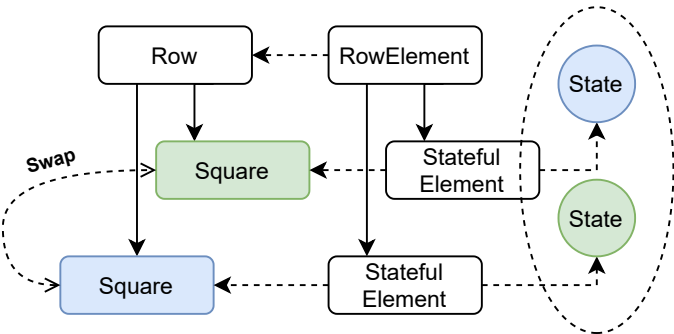 Row
RowElement
State
Swap
Square
Stateful
Element
State
Square
Stateful
Element